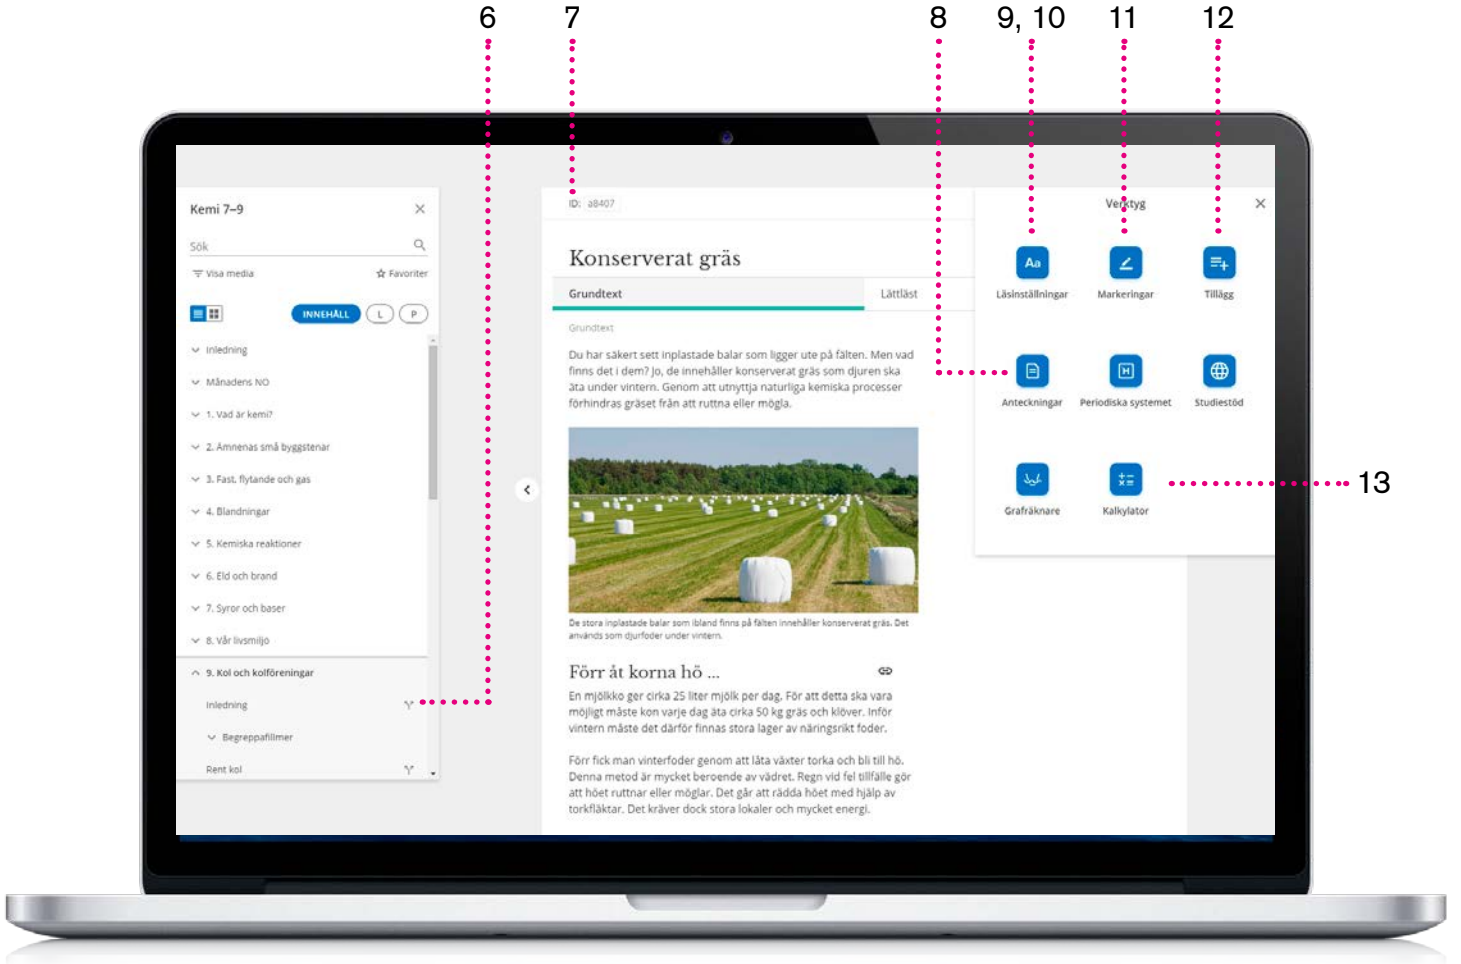 6
7
8
9, 10
11
12
Kemi 7–9
Sök
Visa media
Favoriter
INNEHÅLL
L
P
Inledning
Månadens NO
1. Vad är kemi?
2. Ämnenas små byggstenar
3. Fast, flytande och gas
4. Blandningar
5. Kemiska reaktioner
6. Eld och brand
7. Syror och baser
8. Vår livsmiljö
9. Kol och kolföreningar
Inledning
Begreppafillmer
Rent kol
ID: a8407
Konserverat gräs
Grundtext
Lättläst
Grundtext
Du har säkert sett inplastade balar som ligger ute på fälten. Men vad
finns det i dem? Jo, de innehåller konserverat gräs som djuren ska
äta under vintern. Genom att utnyttja naturliga kemiska processer
förhindras gräset från att ruttna eller mögla.
De stora inplastade balar som ibland finns på fälten innehåller konserverat gräs. Det
används som djurfoder under vintern.
Förr åt korna hö ...
En mjölkko ger cirka 25 liter mjölk per dag. För att detta ska vara
möjligt måste kon varje dag äta cirka 50 kg gräs och klöver. Inför
vintern måste det därför finnas stora lager av näringsrikt foder.
Förr fick man vinterfoder genom att låta växter torka och bli till hö.
Denna metod är mycket beroende av vädret. Regn vid fel tillfälle gör
att höet ruttnar eller möglar. Det går att rädda höet med hjälp av
torkfläktar. Det kräver dock stora lokaler och mycket energi.
Verktyg
Aa
Läsinställningar
Markeringar
Tillägg
Anteckningar
H
Periodiska systemet
Studiestöd
Grafräknare
Kalkylator
13